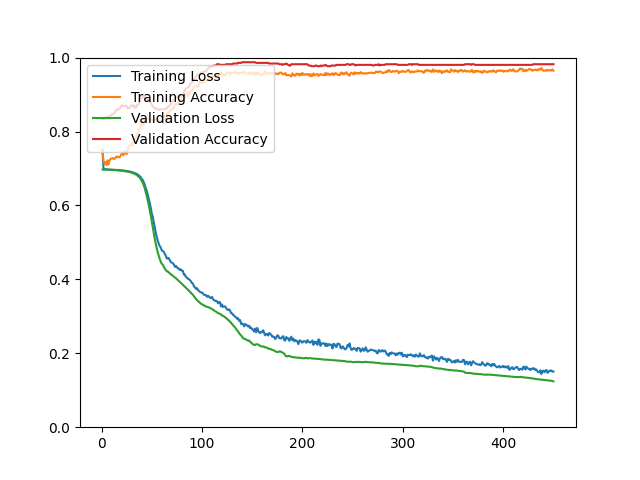 1.0
0.8
0.6
0.4
0.2
0.0
Training Loss
Training Accuracy
Validation Loss
Validation Accuracy
0 100 200 300 400